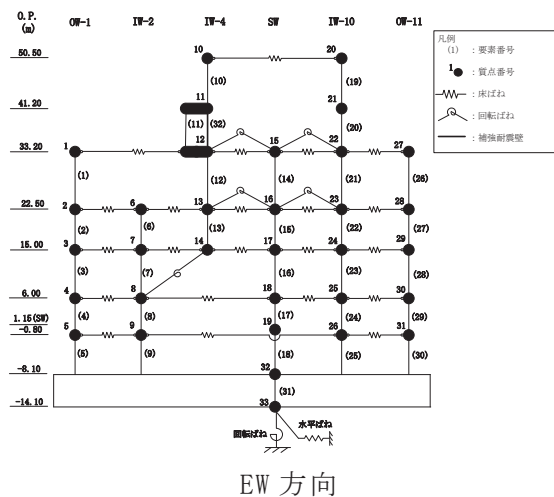 O.P.
(m)
OW-1 IW-2 IW-4 SW IW-10 OW-11
凡例
(1) : 要素番号
1 : 質点番号
: 床ばね
: 回転ばね
: 補強耐震壁
50.50 10 20
(10) (19)
41.20 11 21
(11) (32) (20)
33.20 1 12 15 22 27
(1) (12) (14) (21) (26)
22.50 2 6 13 16 23 28
(2) (6) (13) (15) (22) (27)
15.00 3 7 14 17 24 29
(3) (7) (16) (23) (28)
6.00 4 8 18 25 30
(4) (8) (17) (24) (29)
1.15(SW) 19
-0.80 5 9 26 31
(5) (9) (18) (25) (30)
-8.10 32
(31)
-14.10 33
水平ばね
回転ばね
EW 方向